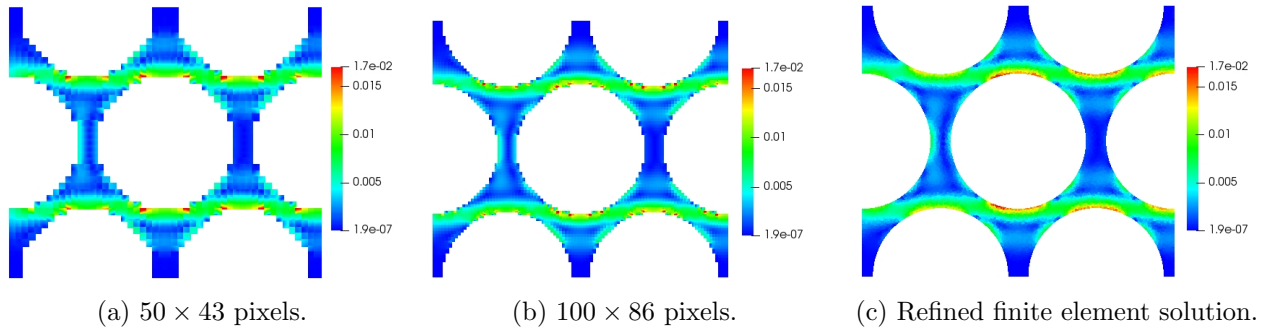 1.7e-02
0.015
0.01
0.005
1.9e-07
1.7e-02
0.015
0.01
0.005
1.9e-07
1.7e-02
0.015
0.01
0.005
1.9e-07
(a) 50 × 43 pixels.
(b) 100 × 86 pixels.
(c) Refined finite element solution.